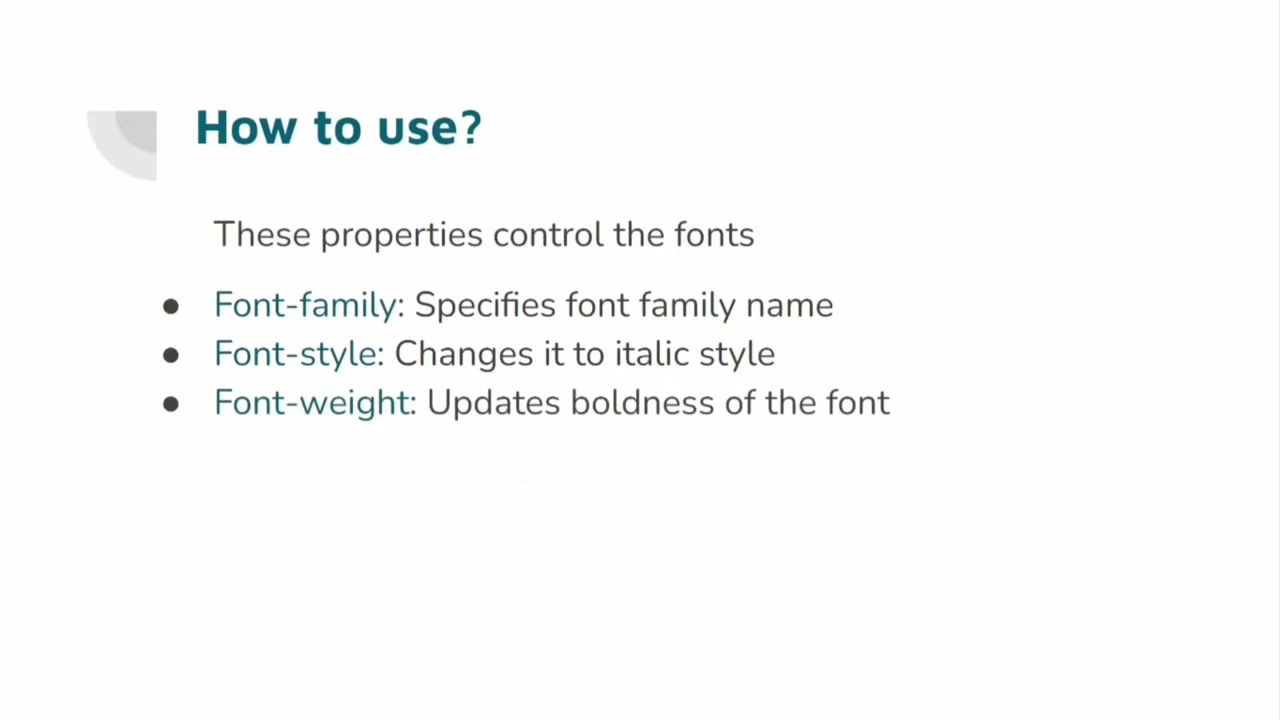 How to use?
These properties control the fonts
● Font-family: Specifies font family name
● Font-style: Changes it to italic style
● Font-weight: Updates boldness of the font